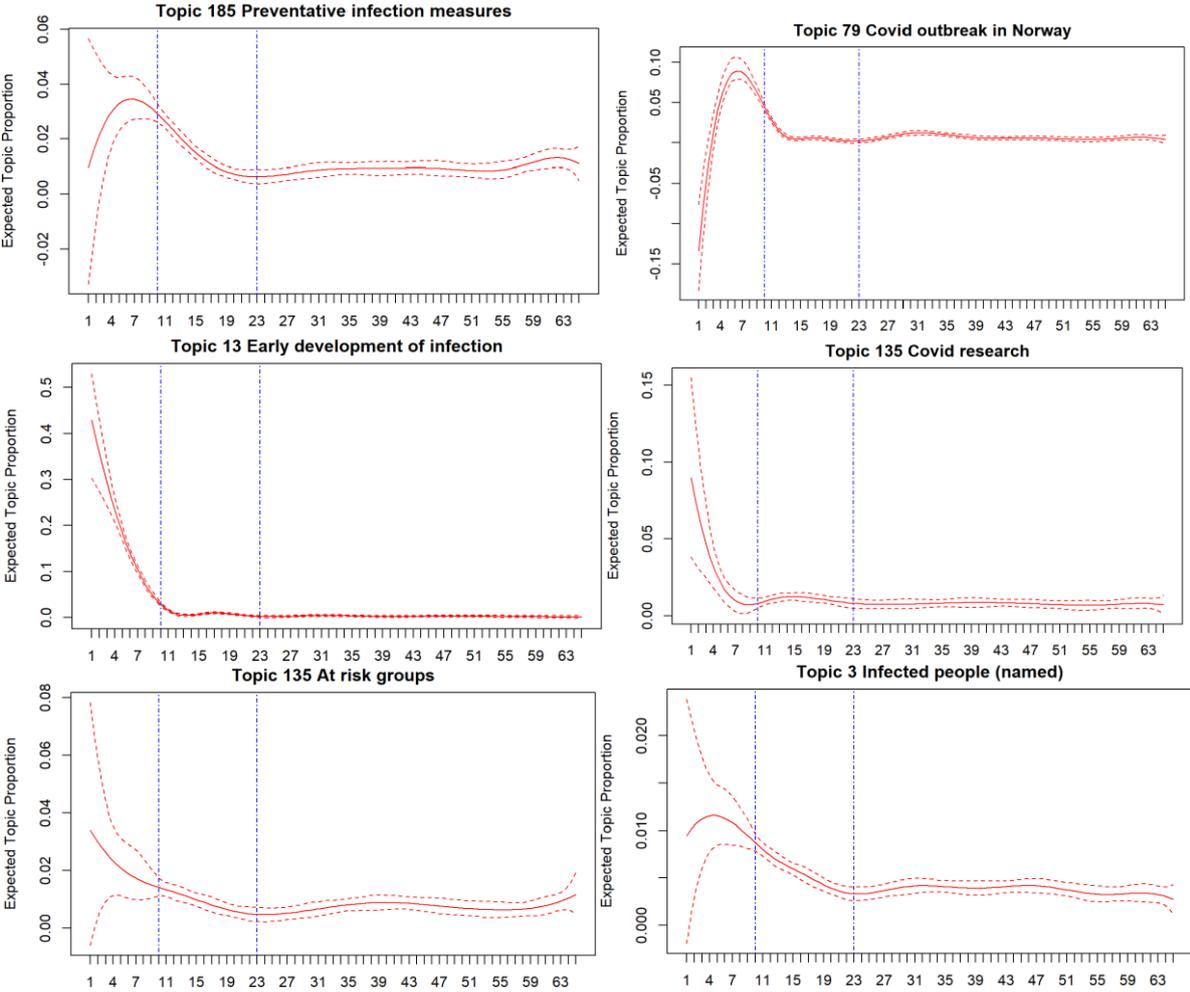 Topic 185 Preventative infection measures
Expected Topic Proportion
0.06
0.04
0.02
0.00
-0.02
1 4 7 11 15 19 23 27 31 35 39 43 47 51 55 59 63
Topic 79 Covid outbreak in Norway
Expected Topic Proportion
0.10
0.05
-0.05
-0.15
1 4 7 11 15 19 23 27 31 35 39 43 47 51 55 59 63
Topic 13 Early development of infection
Expected Topic Proportion
0.5
0.4
0.3
0.2
0.1
0.0
1 4 7 11 15 19 23 27 31 35 39 43 47 51 55 59 63
Topic 135 Covid research
Expected Topic Proportion
0.15
0.10
0.05
0.00
1 4 7 11 15 19 23 27 31 35 39 43 47 51 55 59 63
Topic 135 At risk groups
Expected Topic Proportion
0.08
0.06
0.04
0.02
0.00
1 4 7 11 15 19 23 27 31 35 39 43 47 51 55 59 63
Topic 3 Infected people (named)
Expected Topic Proportion
0.020
0.010
0.000
1 4 7 11 15 19 23 27 31 35 39 43 47 51 55 59 63